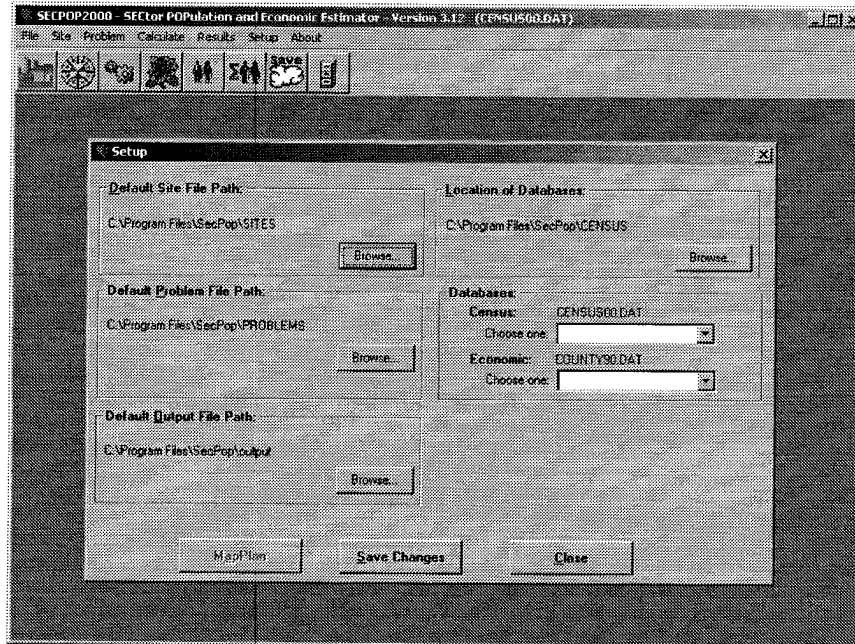 SECPOP2000 - SECtor POPulation and Economic Estimator - Version 3.12 (CENSUS00.DAT)
File Site Problem Calculate Results Setup About
Σ
save
Setup
Default Site File Path:
C:\Program Files\SecPop\SITES
Browse...
Location of Databases:
C:\Program Files\SecPop\CENSUS
Browse...
Default Problem File Path:
C:\Program Files\SecPop\PROBLEMS
Browse...
Databases:
Census: CENSUS00.DAT
Choose one:
Economic: COUNTY90.DAT
Choose one:
Default Output File Path:
C:\Program Files\SecPop\output
Browse...
MapPlan
Save Changes
Close